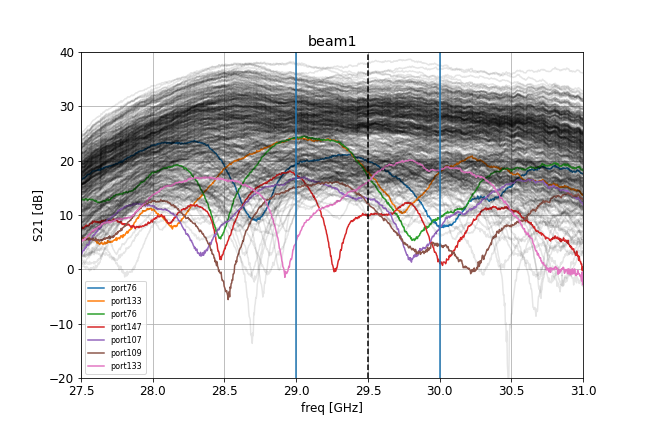 beam1
S21 [dB]
40
30
20
10
0
−10
−20
port76
port133
port76
port147
port107
port109
port133
27.5 28.0 28.5 29.0 29.5 30.0 30.5 31.0
freq [GHz]